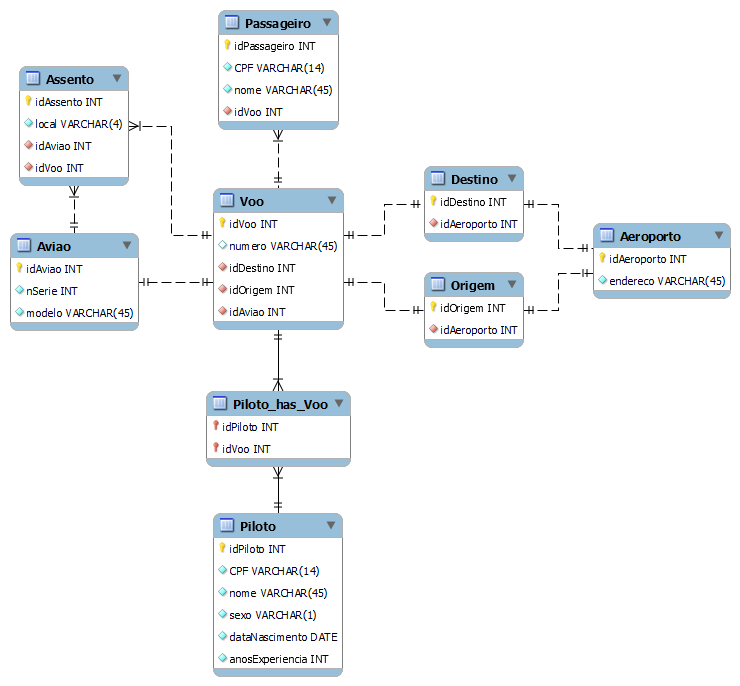 Passageiro
idPassageiro INT
CPF VARCHAR(14)
nome VARCHAR(45)
idVoo INT
Assento
idAssento INT
local VARCHAR(4)
idAviao INT
idVoo INT
Voo
idVoo INT
numero VARCHAR(45)
idDestino INT
idOrigem INT
idAviao INT
Destino
idDestino INT
idAeroporto INT
Aviao
idAviao INT
nSerie INT
modelo VARCHAR(45)
Aeroporto
idAeroporto INT
endereco VARCHAR(45)
Origem
idOrigem INT
idAeroporto INT
Piloto_has_Voo
idPiloto INT
idVoo INT
Piloto
idPiloto INT
CPF VARCHAR(14)
nome VARCHAR(45)
sexo VARCHAR(1)
dataNascimento DATE
anosExperiencia INT